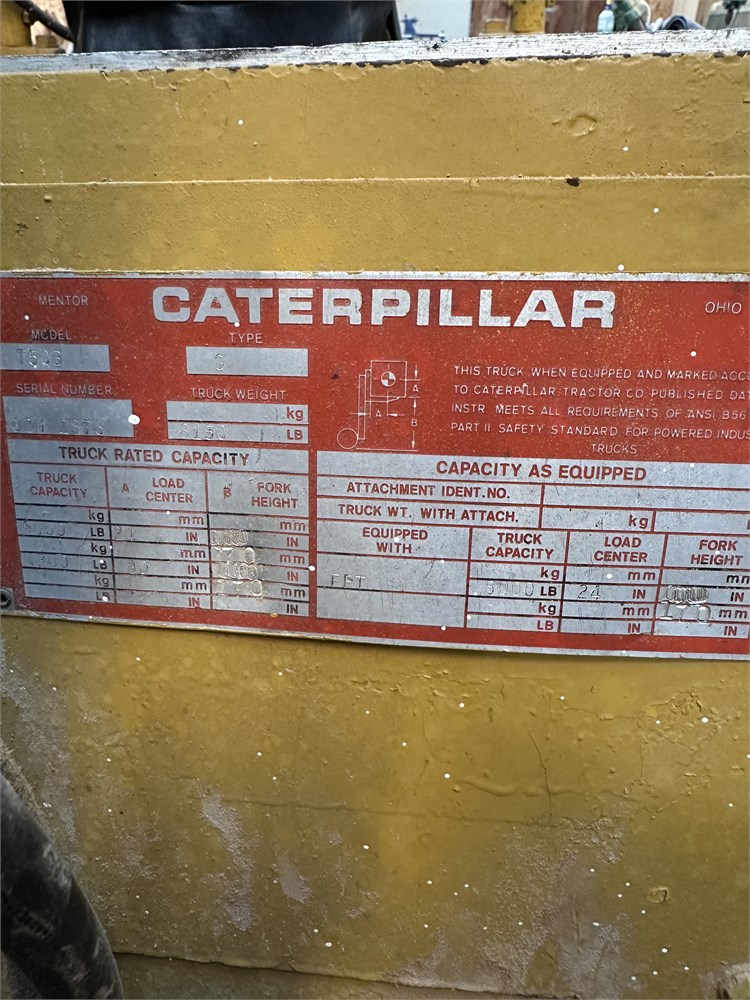 MENTOR CATERPILLAR OHIO
MODEL TYPE
T50B G
SERIAL NUMBER TRUCK WEIGHT
kg
LB
A A B
THIS TRUCK WHEN EQUIPPED AND MARKED ACCO
TO CATERPILLAR TRACTOR CO. PUBLISHED DA
INSTR. MEETS ALL REQUIREMENTS OF ANSI B56
PART II SAFETY STANDARD FOR POWERED INDUS
TRUCKS
TRUCK RATED CAPACITY
TRUCK CAPACITY A LOAD CENTER B FORK HEIGHT
kg mm mm
LB IN IN
kg mm mm
LB IN IN
kg mm mm
LB IN IN
CAPACITY AS EQUIPPED
ATTACHMENT IDENT. NO.
TRUCK WT. WITH ATTACH. kg
EQUIPPED WITH TRUCK CAPACITY LOAD CENTER FORK HEIGHT
kg mm mm
LB 24 IN IN
kg mm mm
LB IN IN